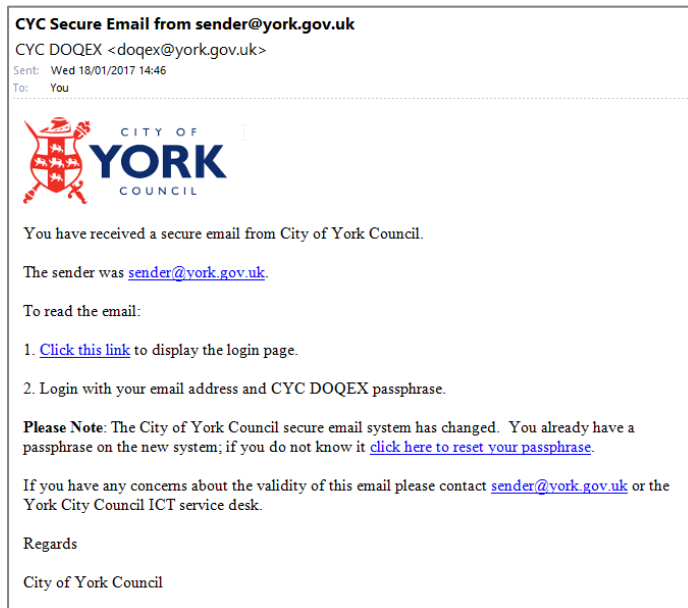 CYC Secure Email from sender@york.gov.uk
CYC DOQEX <doqex@york.gov.uk>
Sent: Wed 18/01/2017 14:46
To: You
CITY OF
YORK
COUNCIL
You have received a secure email from City of York Council.
The sender was sender@york.gov.uk.
To read the email:
1. Click this link to display the login page.
2. Login with your email address and CYC DOQEX passphrase.
Please Note: The City of York Council secure email system has changed.  You already have a
passphrase on the new system; if you do not know it click here to reset your passphrase.
If you have any concerns about the validity of this email please contact sender@york.gov.uk or the
York City Council ICT service desk.
Regards
City of York Council